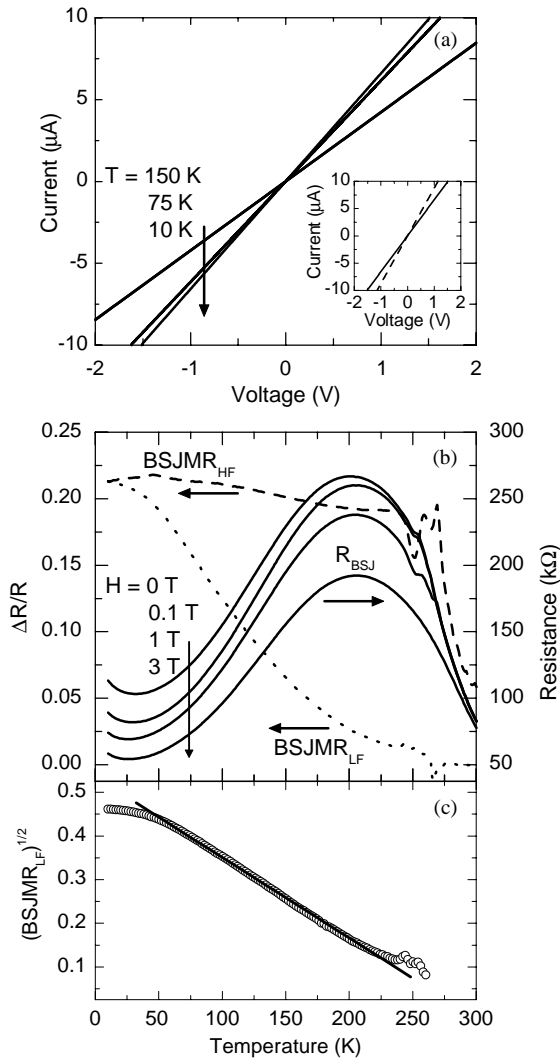 (a)
10
5
0
-5
-10
Current (µA)
T = 150 K
75 K
10 K
-2 -1 0 1 2
Voltage (V)
10
5
0
-5
-10
Current (µA)
-2 -1 0 1 2
Voltage (V)
(b)
0.25
0.20
0.15
0.10
0.05
0.00
ΔR/R
300
250
200
150
100
50
Resistance (kΩ)
BSJMR_HF
R_BSJ
H = 0 T
0.1 T
1 T
3 T
BSJMR_LF
(c)
0.5
0.4
0.3
0.2
0.1
(BSJMR_LF)^1/2
0 50 100 150 200 250 300
Temperature (K)